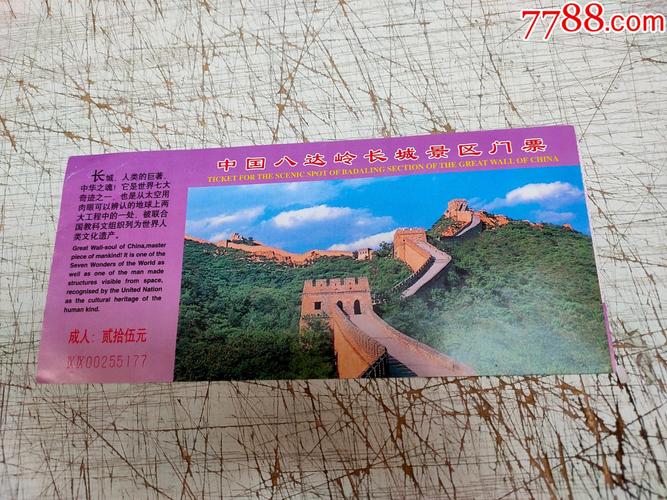 7788.com
中国八达岭长城景区门票
TICKET FOR THE SCENIC SPOT OF BADALING SECTION OF THE GREAT WALL OF CHINA
长城，人类的巨著，
中华之魂！它是世界七大
奇迹之一，也是从太空用
肉眼可以辨认的地球上两
大工程中的一处，被联合
国教科文组织列为世界人
类文化遗产。
Great Wall-soul of China,master
piece of mankind! It is one of the
Seven Wonders of the World as
well as one of the man made
structures visible from space,
recognised by the United Nation
as the cultural heritage of the
human kind.
成人：贰拾伍元
00255177